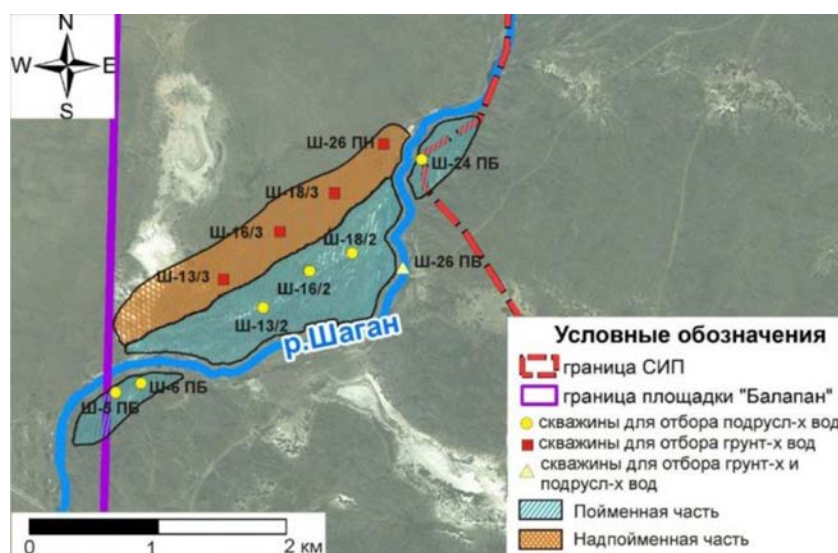 N
W E
S
Ш-26 ПН
Ш-24 ПБ
Ш-18/3
Ш-16/3
Ш-18/2
Ш-26 ПВ
Ш-13/3
Ш-16/2
Ш-13/2
р.Шаган
Ш-6 ПБ
Ш-5 ПБ
Условные обозначения
граница СИП
граница площадки "Балапан"
скважины для отбора подрусл-х вод
скважины для отбора грунт-х вод
скважины для отбора грунт-х и
подрусл-х вод
Пойменная часть
Надпойменная часть
0 1 2 км